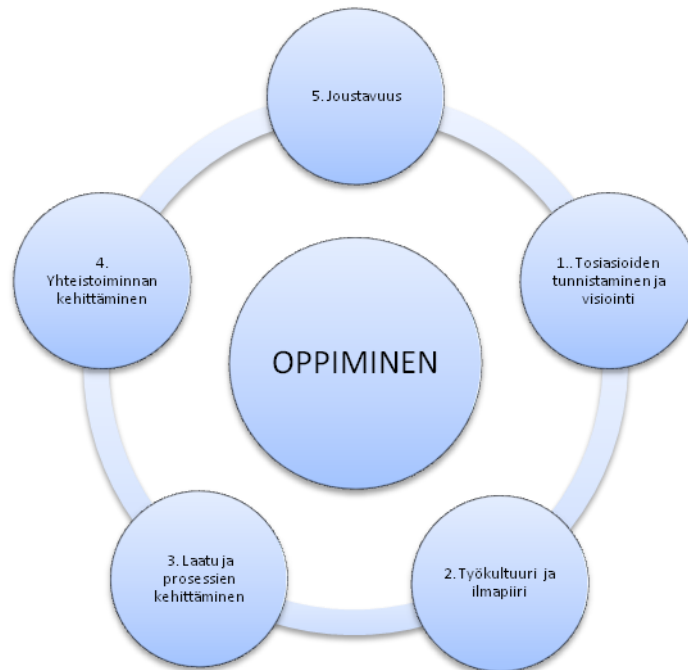 5. Joustavuus
4.
Yhteistoiminnan
kehittäminen
1.. Tosiasioiden
tunnistaminen ja
visiointi
OPPIMINEN
3. Laatu ja
prosessien
kehittäminen
2. Työkultuuri ja
ilmapiiri